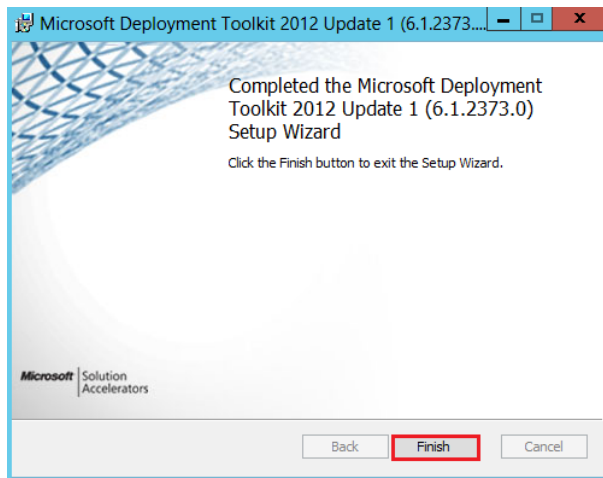 Microsoft Deployment Toolkit 2012 Update 1 (6.1.2373....
Completed the Microsoft Deployment
Toolkit 2012 Update 1 (6.1.2373.0)
Setup Wizard
Click the Finish button to exit the Setup Wizard.
Microsoft Solution
Accelerators
Back Finish Cancel